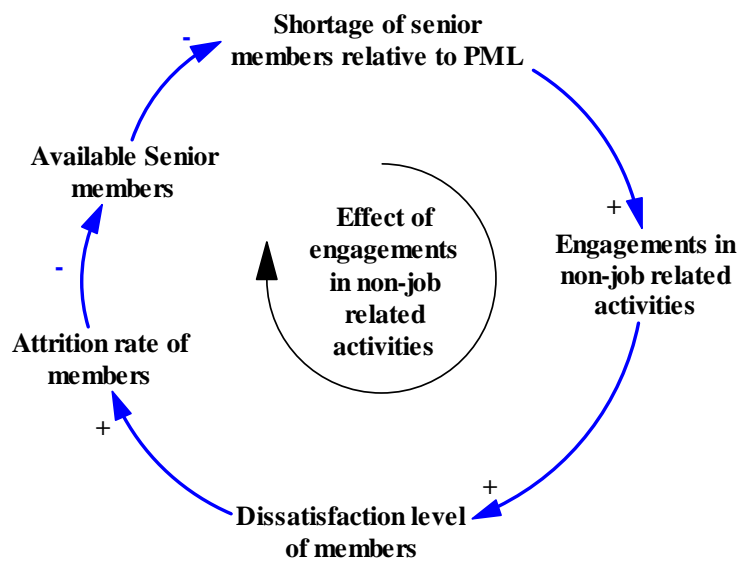 -
Shortage of senior
members relative to PML
Available Senior
members
+
Effect of
engagements
in non-job
related
activities
Engagements in
non-job related
activities
-
Attrition rate of
members
+
+
Dissatisfaction level
of members